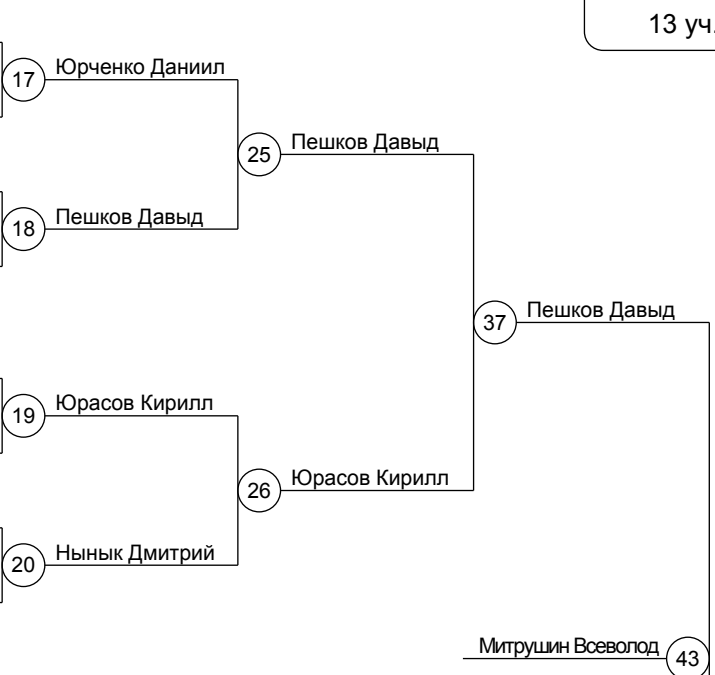 13 уч.
17 Юрченко Даниил
25 Пешков Давыд
18 Пешков Давыд
37 Пешков Давыд
19 Юрасов Кирилл
26 Юрасов Кирилл
20 Нынык Дмитрий
Митрушин Всеволод 43